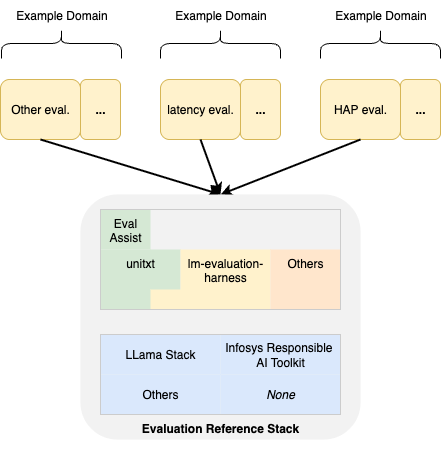 Example Domain
Example Domain
Example Domain
Other eval.
...
latency eval.
...
HAP eval.
...
Eval
Assist
unitxt
lm-evaluation-
harness
Others
LLama Stack
Infosys Responsible
AI Toolkit
Others
None
Evaluation Reference Stack